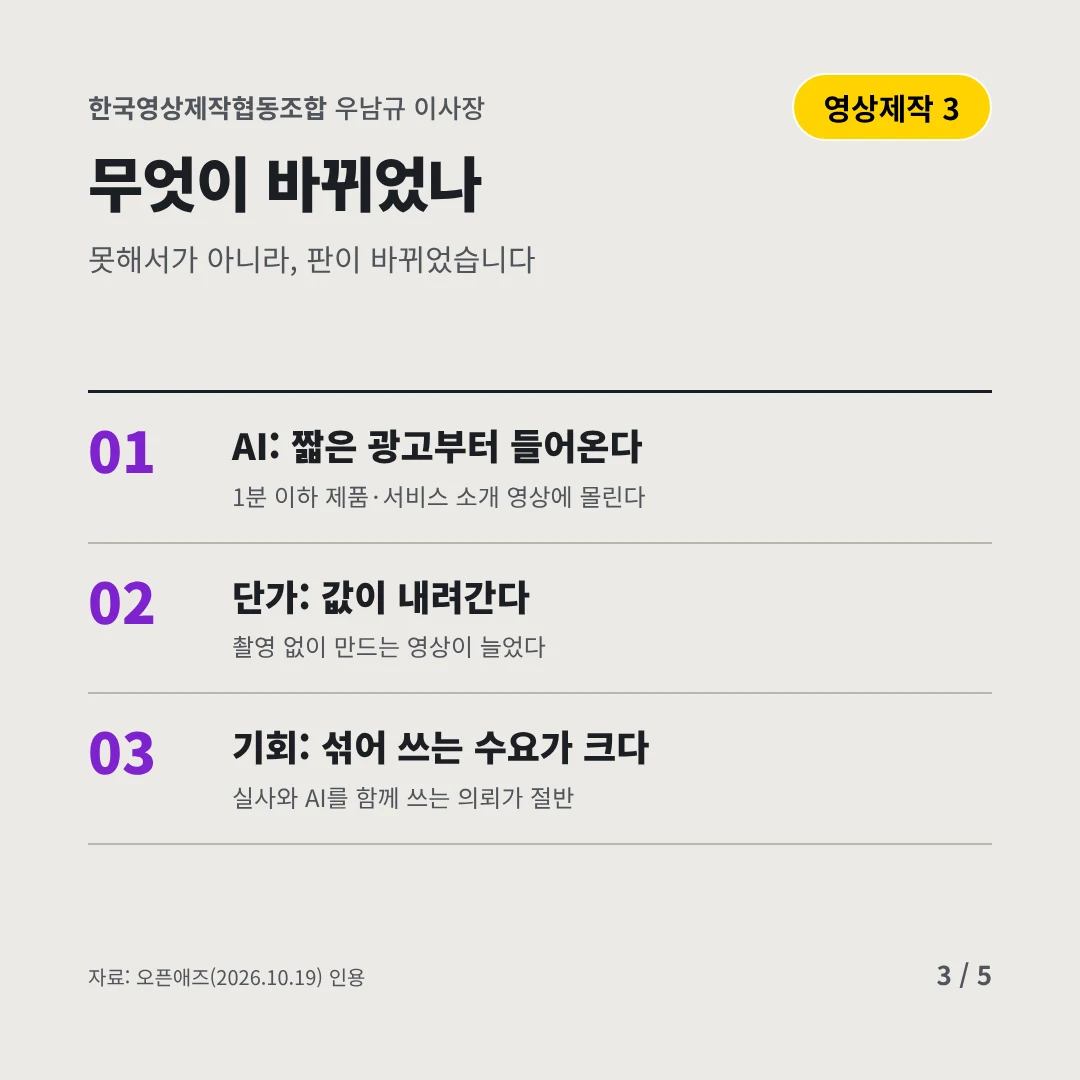 한국영상제작협동조합 우남규 이사장
영상제작 3
무엇이 바뀌었나
못해서가 아니라, 판이 바뀌었습니다
01
AI: 짧은 광고부터 들어온다
1분 이하 제품·서비스 소개 영상에 몰린다
02
단가: 값이 내려간다
촬영 없이 만드는 영상이 늘었다
03
기회: 섞어 쓰는 수요가 크다
실사와 AI를 함께 쓰는 의뢰가 절반
자료: 오픈애즈(2026.10.19) 인용
3 / 5